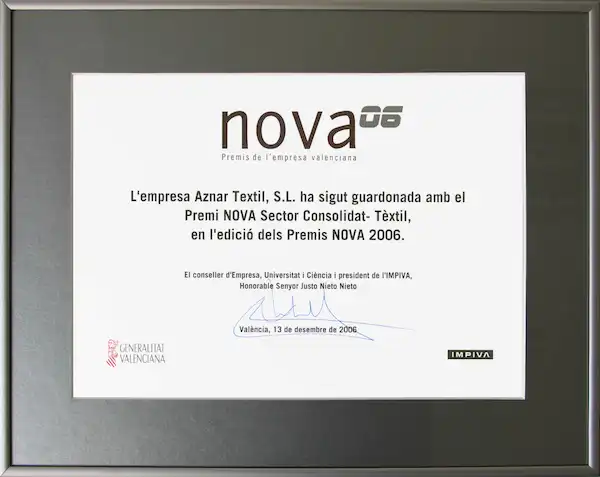 nova 06
Premis de l'empresa valenciana
L'empresa Aznar Textil, S.L. ha sigut guardonada amb el
Premi NOVA Sector Consolidat- Tèxtil,
en l'edició dels Premis NOVA 2006.
El conseller d'Empresa, Universitat i Ciència i president de l'IMPIVA,
Honorable Senyor Justo Nieto Nieto
València, 13 de desembre de 2006
GENERALITAT
VALENCIANA
IMPIVA